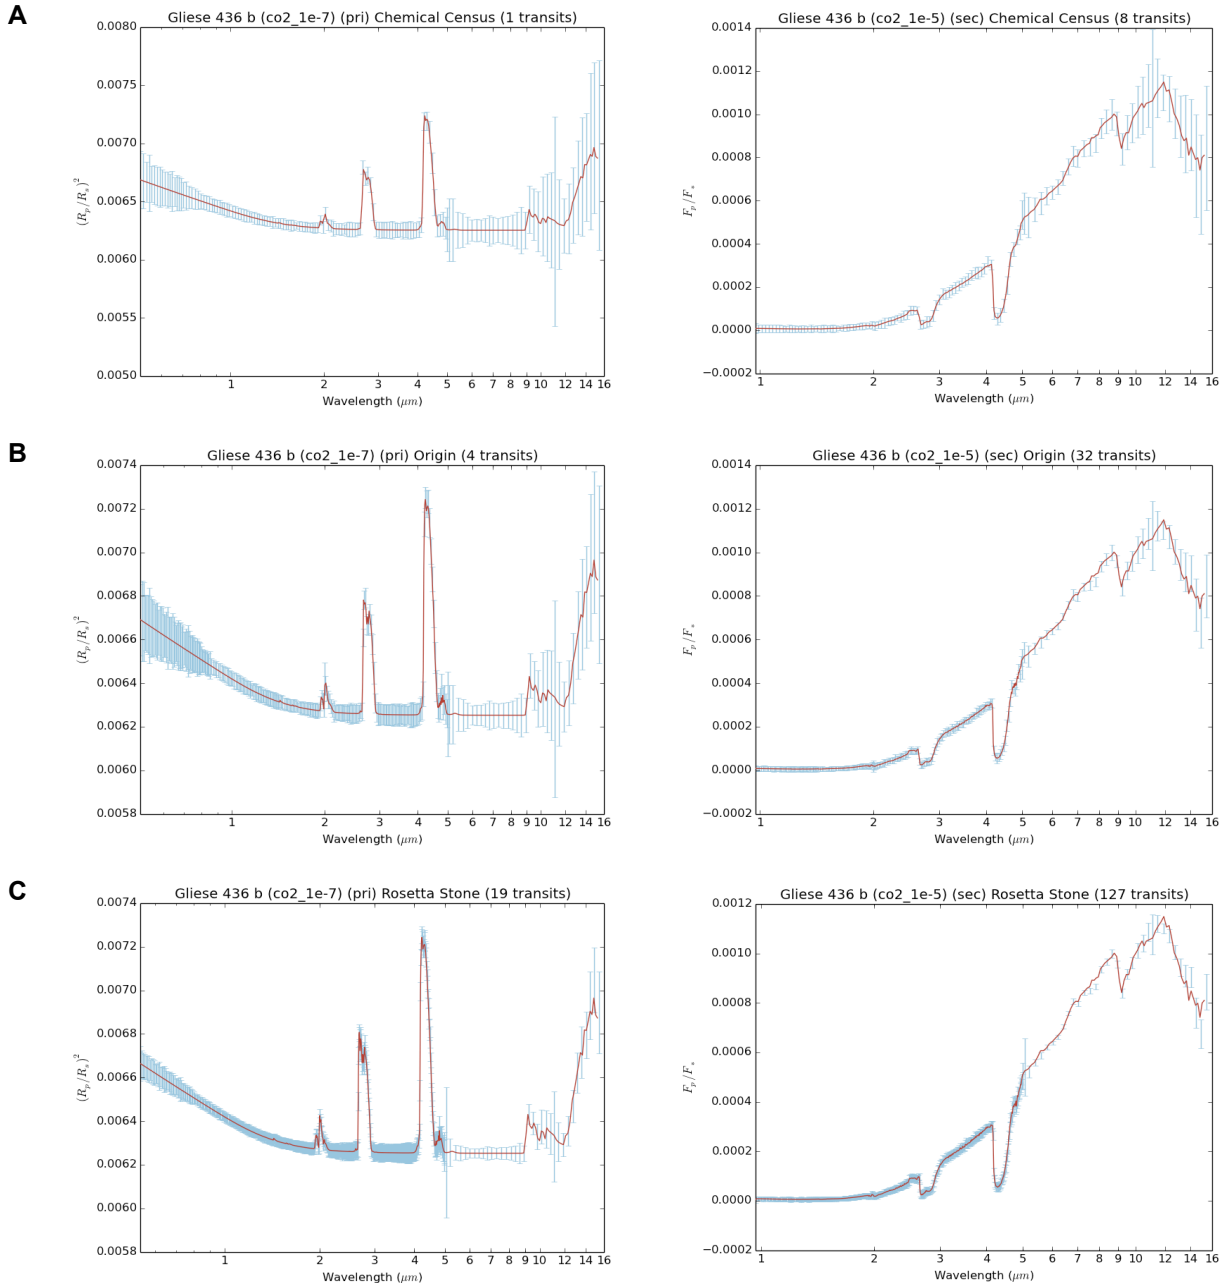 A
Gliese 436 b (co2_1e-7) (pri) Chemical Census (1 transits)
0.0080
0.0075
0.0070
0.0065
0.0060
0.0055
0.0050
(R_p/R_s)^2
1 2 3 4 5 6 7 8 9 10 12 14 16
Wavelength (μm)
Gliese 436 b (co2_1e-5) (sec) Chemical Census (8 transits)
0.0014
0.0012
0.0010
0.0008
0.0006
0.0004
0.0002
0.0000
−0.0002
F_p/F_*
1 2 3 4 5 6 7 8 9 10 12 14 16
Wavelength (μm)
B
Gliese 436 b (co2_1e-7) (pri) Origin (4 transits)
0.0074
0.0072
0.0070
0.0068
0.0066
0.0064
0.0062
0.0060
0.0058
(R_p/R_s)^2
1 2 3 4 5 6 7 8 9 10 12 14 16
Wavelength (μm)
Gliese 436 b (co2_1e-5) (sec) Origin (32 transits)
0.0014
0.0012
0.0010
0.0008
0.0006
0.0004
0.0002
0.0000
−0.0002
F_p/F_*
1 2 3 4 5 6 7 8 9 10 12 14 16
Wavelength (μm)
C
Gliese 436 b (co2_1e-7) (pri) Rosetta Stone (19 transits)
0.0074
0.0072
0.0070
0.0068
0.0066
0.0064
0.0062
0.0060
0.0058
(R_p/R_s)^2
1 2 3 4 5 6 7 8 9 10 12 14 16
Wavelength (μm)
Gliese 436 b (co2_1e-5) (sec) Rosetta Stone (127 transits)
0.0012
0.0010
0.0008
0.0006
0.0004
0.0002
0.0000
−0.0002
F_p/F_*
1 2 3 4 5 6 7 8 9 10 12 14 16
Wavelength (μm)